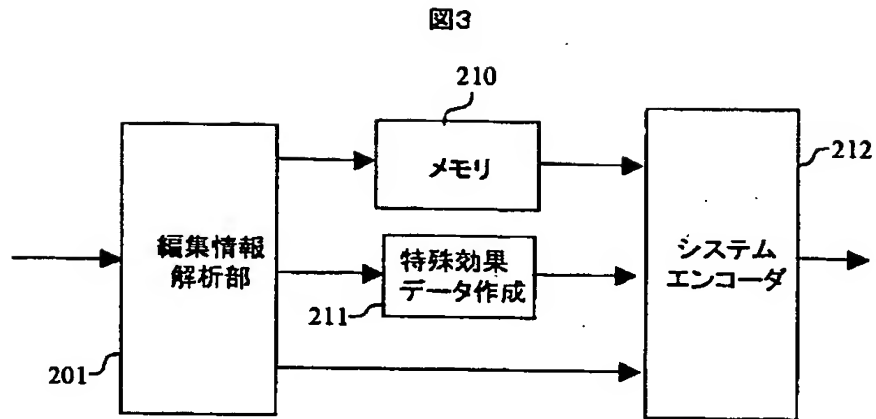 図3
210
メモリ
212
編集情報
解析部
特殊効果
データ作成
211
システム
エンコーダ
201